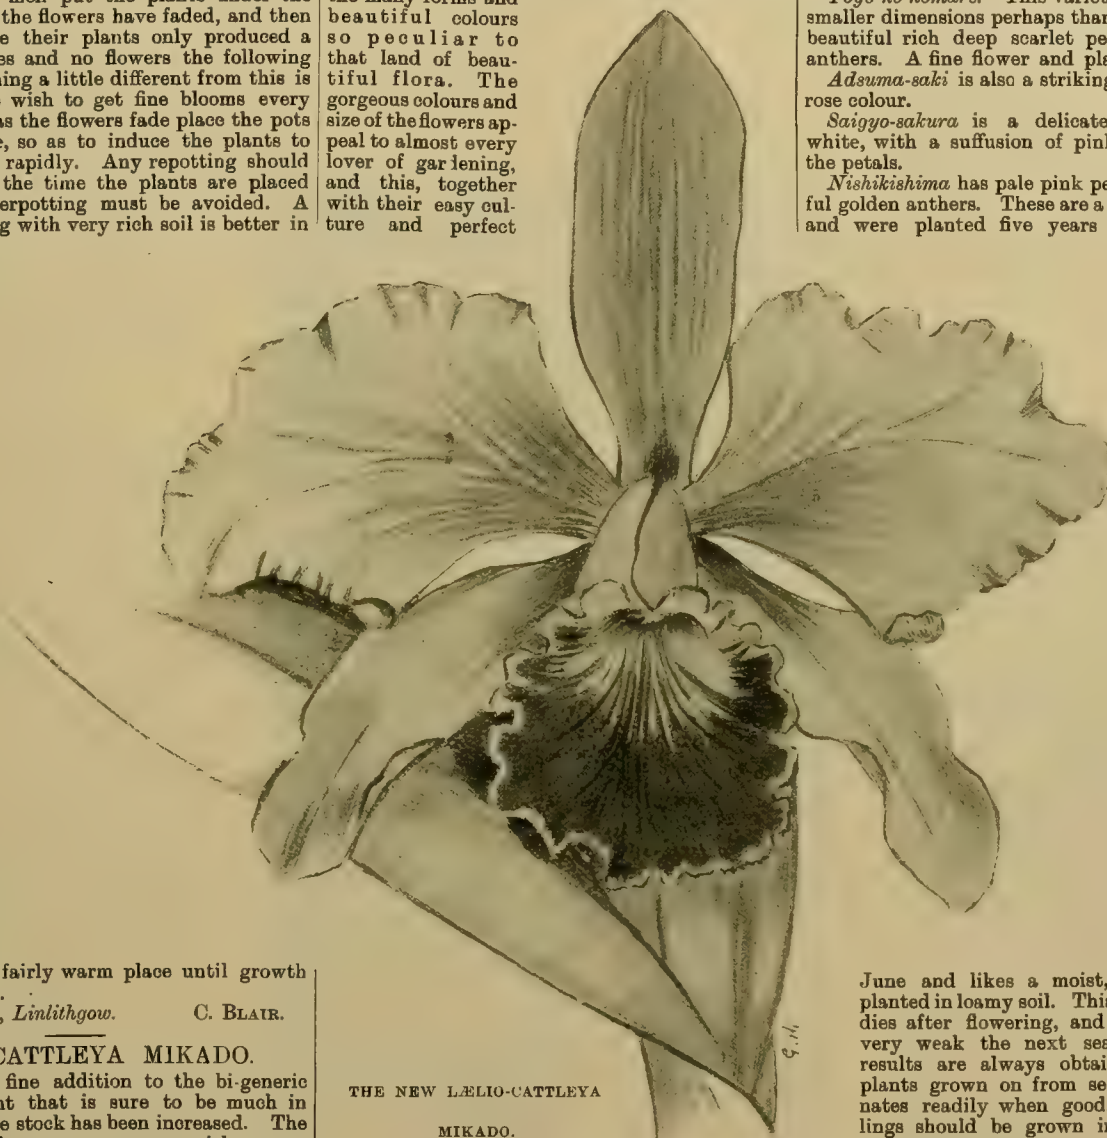 the flowers have faded, and then
e their plants only produced a
es and no flowers the following
ning a little different from this is
wish to get fine blooms every
as the flowers fade place the pots
e, so as to induce the plants to
rapidly. Any repotting should
the time the plants are placed
erpotting must be avoided. A
g with very rich soil is better in
beautiful colours
so peculiar to
that land of beau-
tiful flora. The
gorgeous colours and
size of the flowers ap-
peal to almost every
lover of gar lening,
and this, together
with their easy cul-
ture and perfect
smaller dimensions perhaps than
beautiful rich deep scarlet pe
anthers. A fine flower and pla
Adsuma-saki is also a striking
rose colour.
Saigyo-sakura is a delicate
white, with a suffusion of pin
the petals.
Nishikishima has pale pink pe
ful golden anthers. These are a
and were planted five years
fairly warm place until growth
, Linlithgow. C. BLAIR.
CATTLEYA MIKADO.
fine addition to the bi-generic
nt that is sure to be much in
e stock has been increased. The
THE NEW LÆLIO-CATTLEYA
MIKADO.
G.H.
June and likes a moist,
planted in loamy soil. This
dies after flowering, and
very weak the next ses
results are always obtai
plants grown on from se
nates readily when good
lings should be grown i